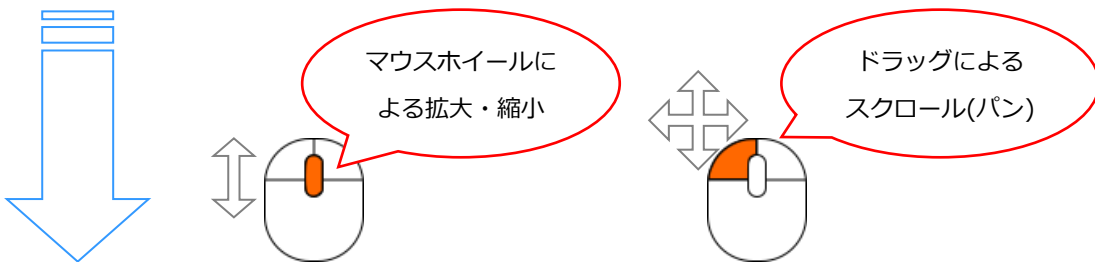 マウスホイールに
よる拡大・縮小
ドラッグによる
スクロール(パン)